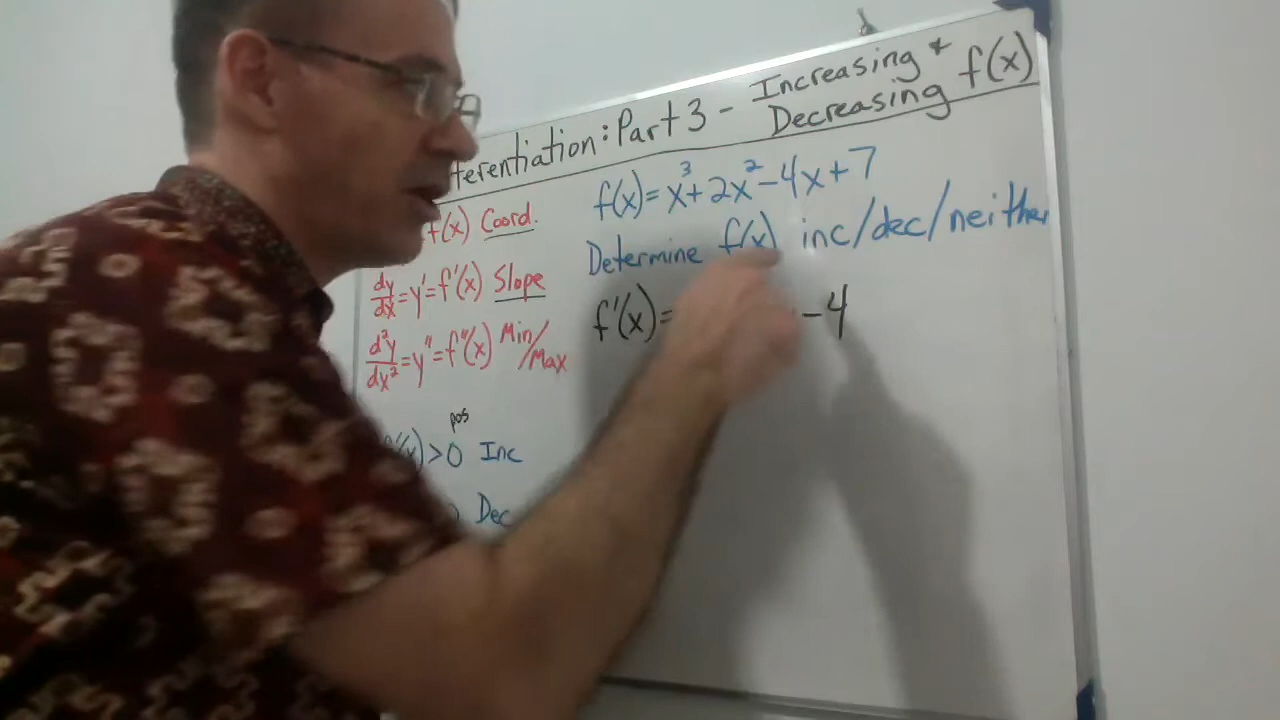 ferentiation: Part 3 - Increasing + Decreasing f(x)
f(x) = x³ + 2x² - 4x + 7
Determine f(x) inc/dec/neither
f'(x) = - 4
f(x) Coord.
dy/dx = y' = f'(x) Slope
d²y/dx² = y'' = f''(x) Min/Max
pos
(x) > 0 Inc
Dec